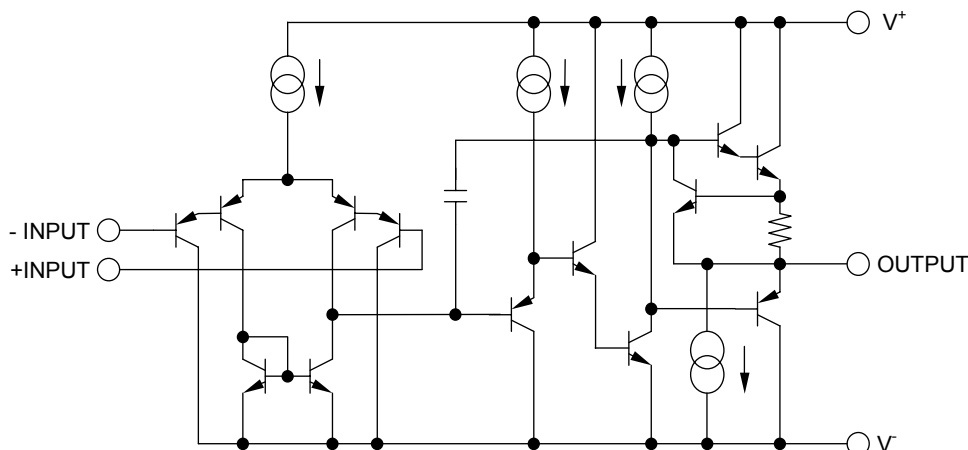 V+
- INPUT
+INPUT
OUTPUT
V-